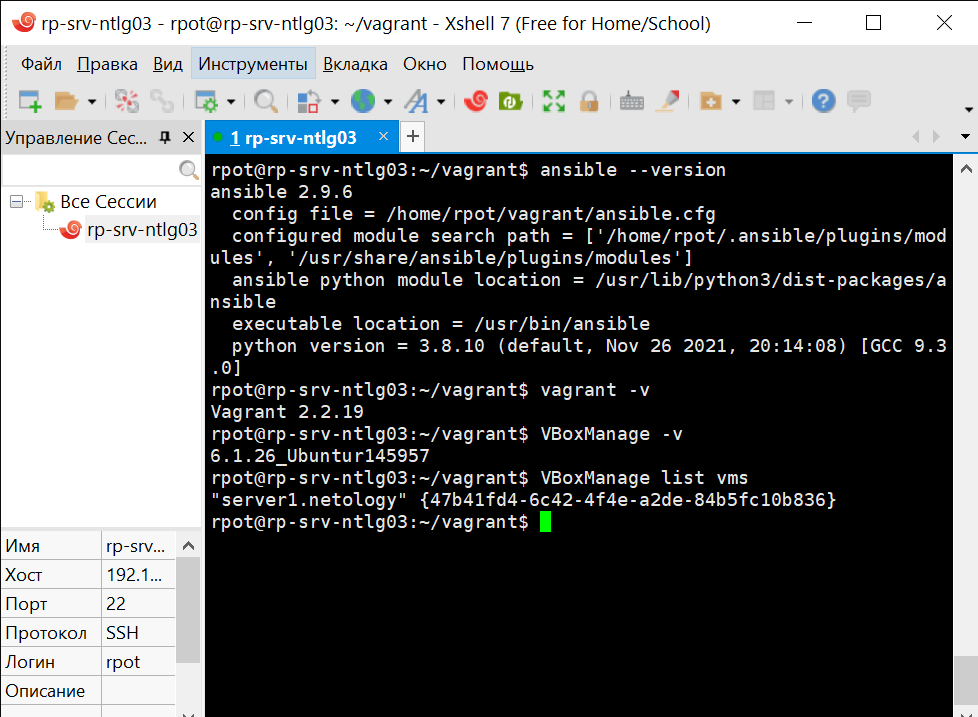 rp-srv-ntlg03 - rpot@rp-srv-ntlg03: ~/vagrant - Xshell 7 (Free for Home/School)
Файл Правка Вид Инструменты Вкладка Окно Помощь
Управление Сес...
1 rp-srv-ntlg03
Все Сессии
rp-srv-ntlg03
rpot@rp-srv-ntlg03:~/vagrant$ ansible --version
ansible 2.9.6
config file = /home/rpot/vagrant/ansible.cfg
configured module search path = ['/home/rpot/.ansible/plugins/mod
ules', '/usr/share/ansible/plugins/modules']
ansible python module location = /usr/lib/python3/dist-packages/a
nsible
executable location = /usr/bin/ansible
python version = 3.8.10 (default, Nov 26 2021, 20:14:08) [GCC 9.3
.0]
rpot@rp-srv-ntlg03:~/vagrant$ vagrant -v
Vagrant 2.2.19
rpot@rp-srv-ntlg03:~/vagrant$ VBoxManage -v
6.1.26_Ubuntur145957
rpot@rp-srv-ntlg03:~/vagrant$ VBoxManage list vms
"server1.netology" {47b41fd4-6c42-4f4e-a2de-84b5fc10b836}
rpot@rp-srv-ntlg03:~/vagrant$
Имя rp-srv...
Хост 192.1...
Порт 22
Протокол SSH
Логин rpot
Описание